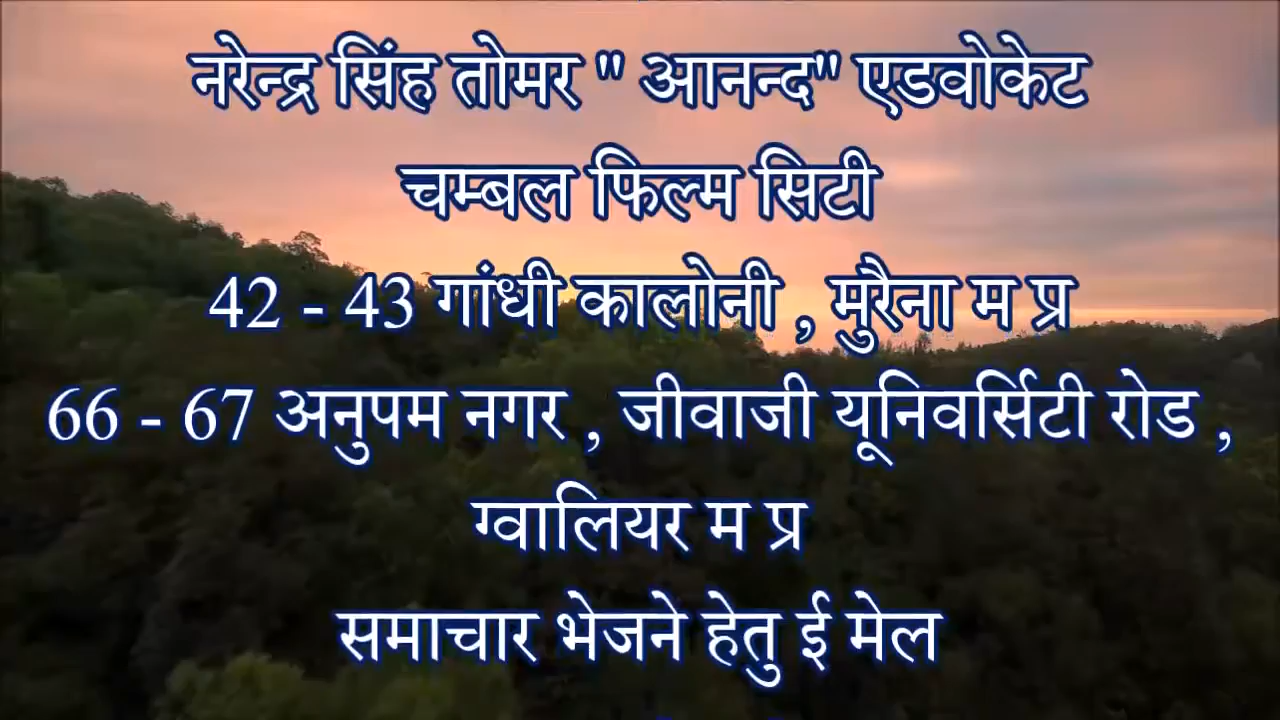 नरेन्द्र सिंह तोमर " आनन्द" एडवोकेट
चम्बल फिल्म सिटी
42 - 43 गांधी कालोनी , मुरैना म प्र
66 - 67 अनुपम नगर , जीवाजी यूनिवर्सिटी रोड ,
ग्वालियर म प्र
समाचार भेजने हेतु ई मेल